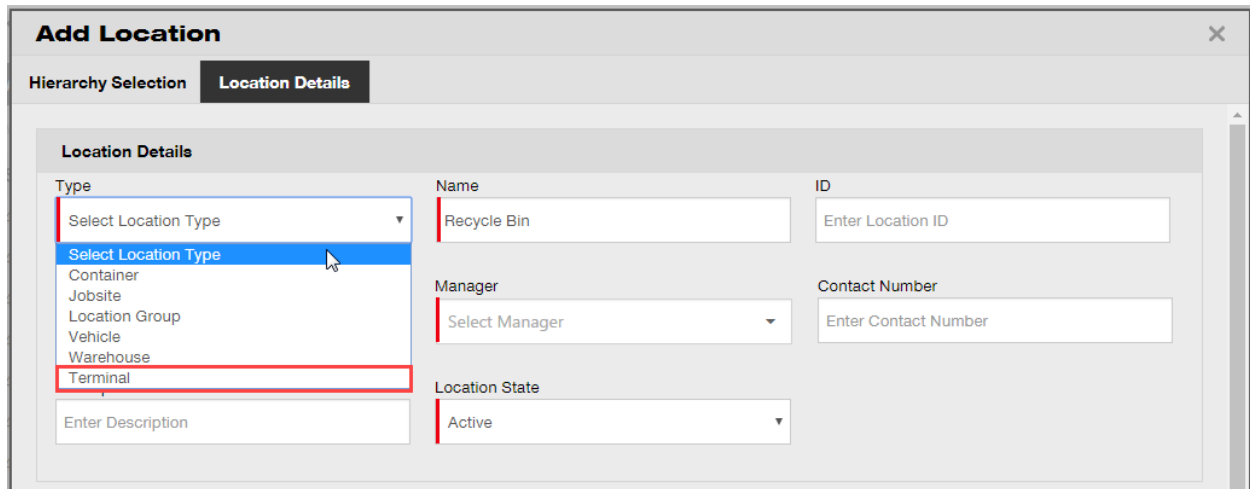 Add Location
Hierarchy Selection Location Details
Location Details
Type Name ID
Select Location Type Recycle Bin Enter Location ID
Select Location Type
Container
Jobsite
Location Group
Vehicle
Warehouse
Terminal
Manager Contact Number
Select Manager Enter Contact Number
Location State
Enter Description Active